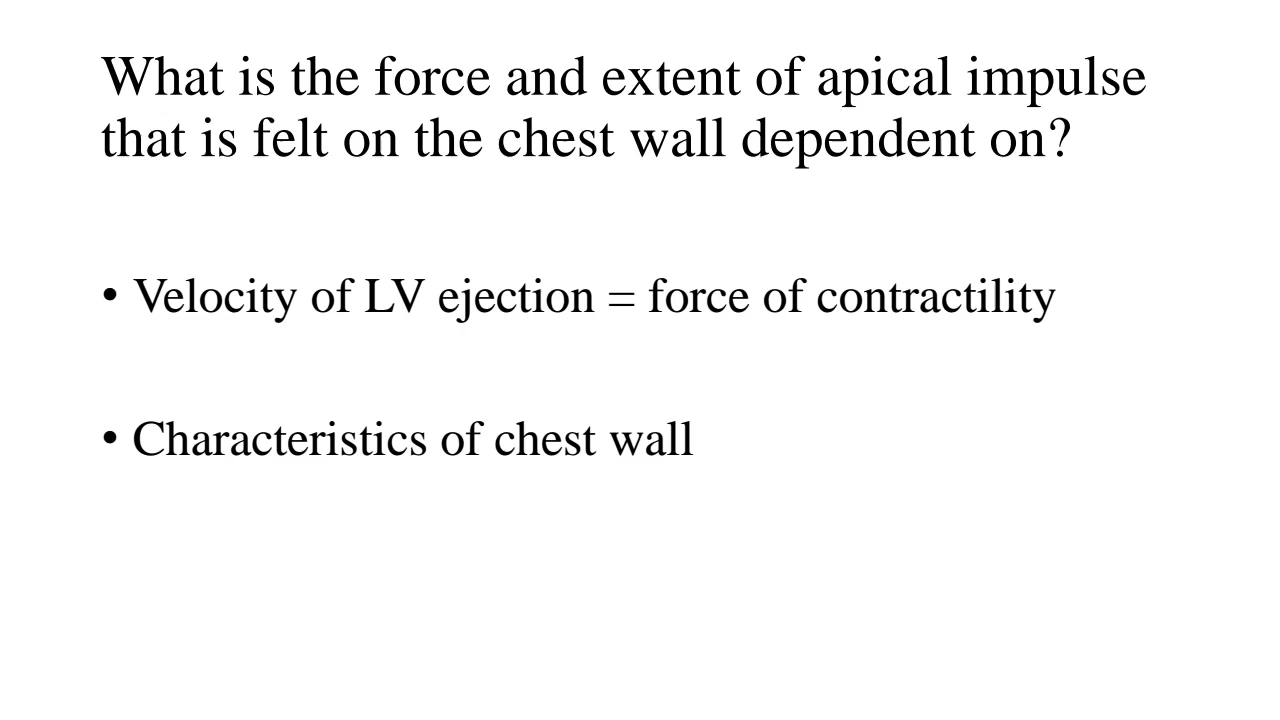 What is the force and extent of apical impulse
that is felt on the chest wall dependent on?
• Velocity of LV ejection = force of contractility
• Characteristics of chest wall